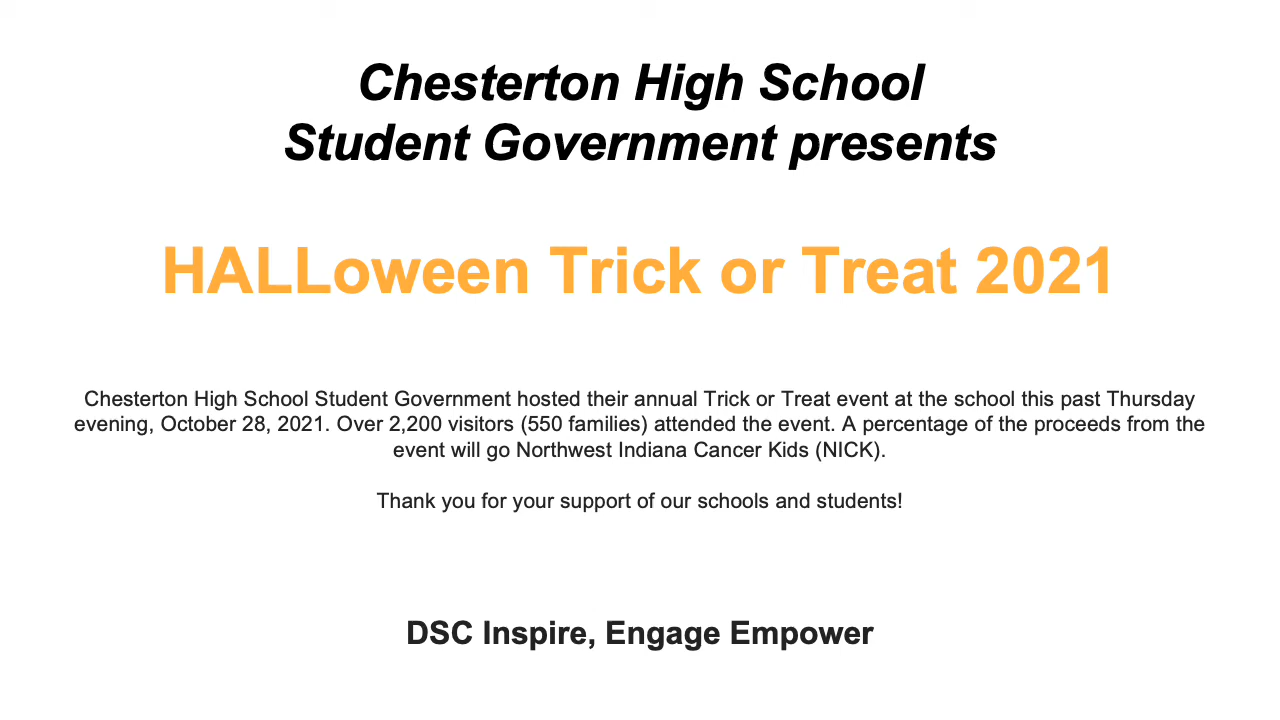 Chesterton High School
Student Government presents
HALLoween Trick or Treat 2021
Chesterton High School Student Government hosted their annual Trick or Treat event at the school this past Thursday
evening, October 28, 2021. Over 2,200 visitors (550 families) attended the event. A percentage of the proceeds from the
event will go Northwest Indiana Cancer Kids (NICK).
Thank you for your support of our schools and students!
DSC Inspire, Engage Empower